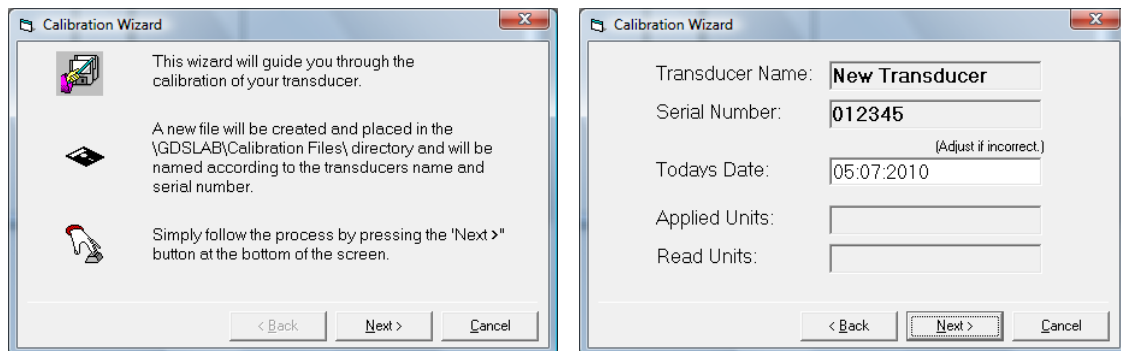 Calibration Wizard
This wizard will guide you through the
calibration of your transducer.
A new file will be created and placed in the
\GDSLAB\Calibration Files\ directory and will be
named according to the transducers name and
serial number.
Simply follow the process by pressing the 'Next >"
button at the bottom of the screen.
< Back
Next >
Cancel
Calibration Wizard
Transducer Name: New Transducer
Serial Number: 012345
(Adjust if incorrect.)
Todays Date: 05:07:2010
Applied Units:
Read Units:
< Back
Next >
Cancel